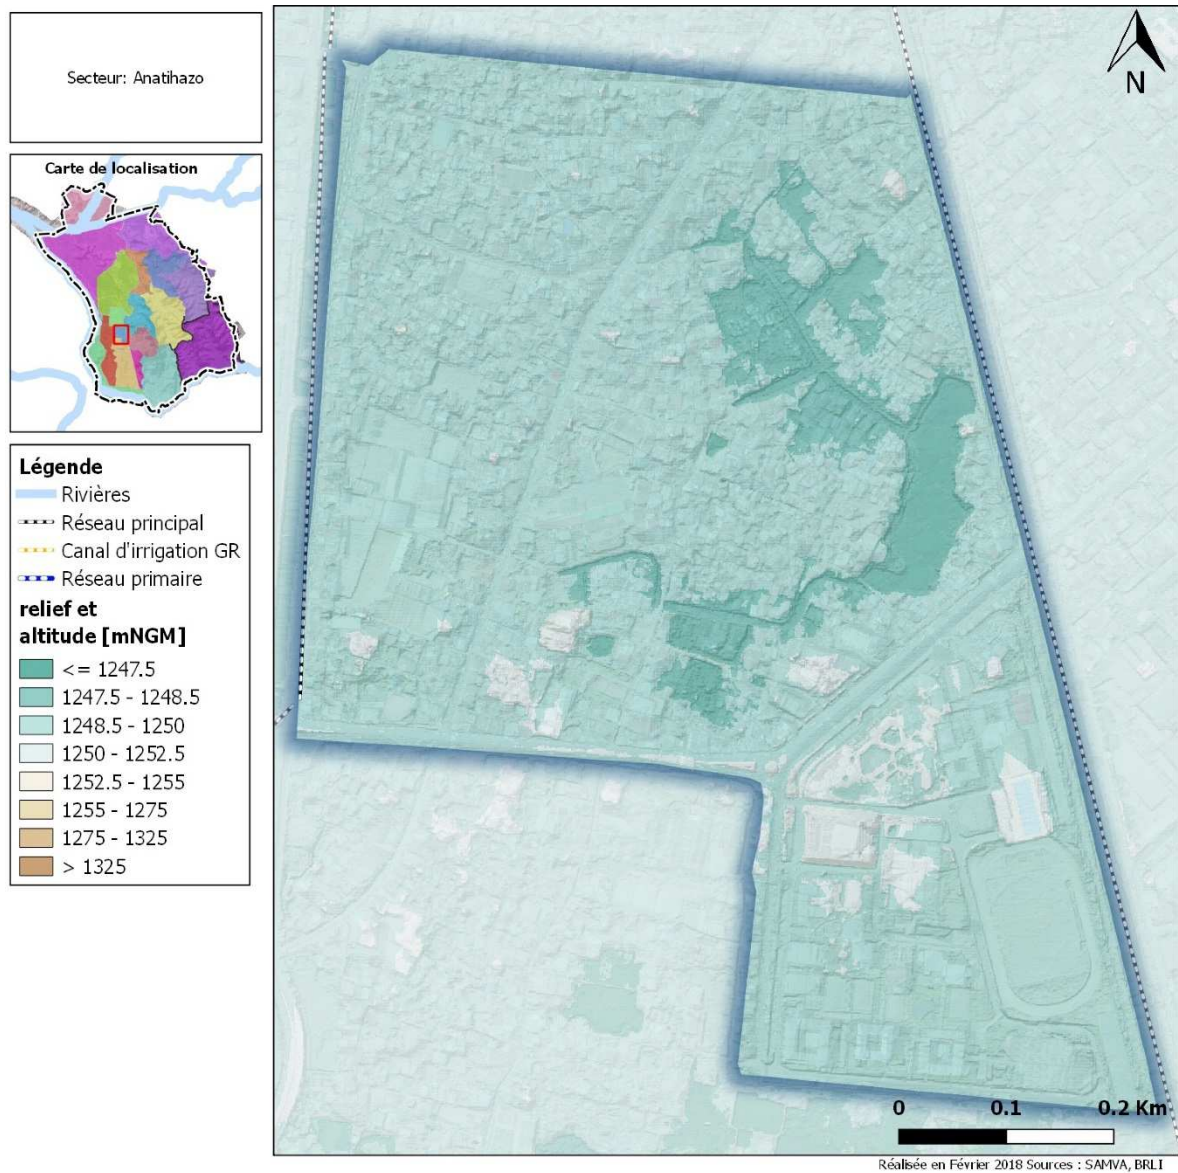 Secteur: Anatihazo
Carte de localisation
Légende
Rivières
Réseau principal
Canal d'irrigation GR
Réseau primaire
relief et
altitude [mNGM]
<= 1247.5
1247.5 - 1248.5
1248.5 - 1250
1250 - 1252.5
1252.5 - 1255
1255 - 1275
1275 - 1325
> 1325
N
0 0.1 0.2 Km
Réalisée en Février 2018 Sources : SAMVA, BRLI